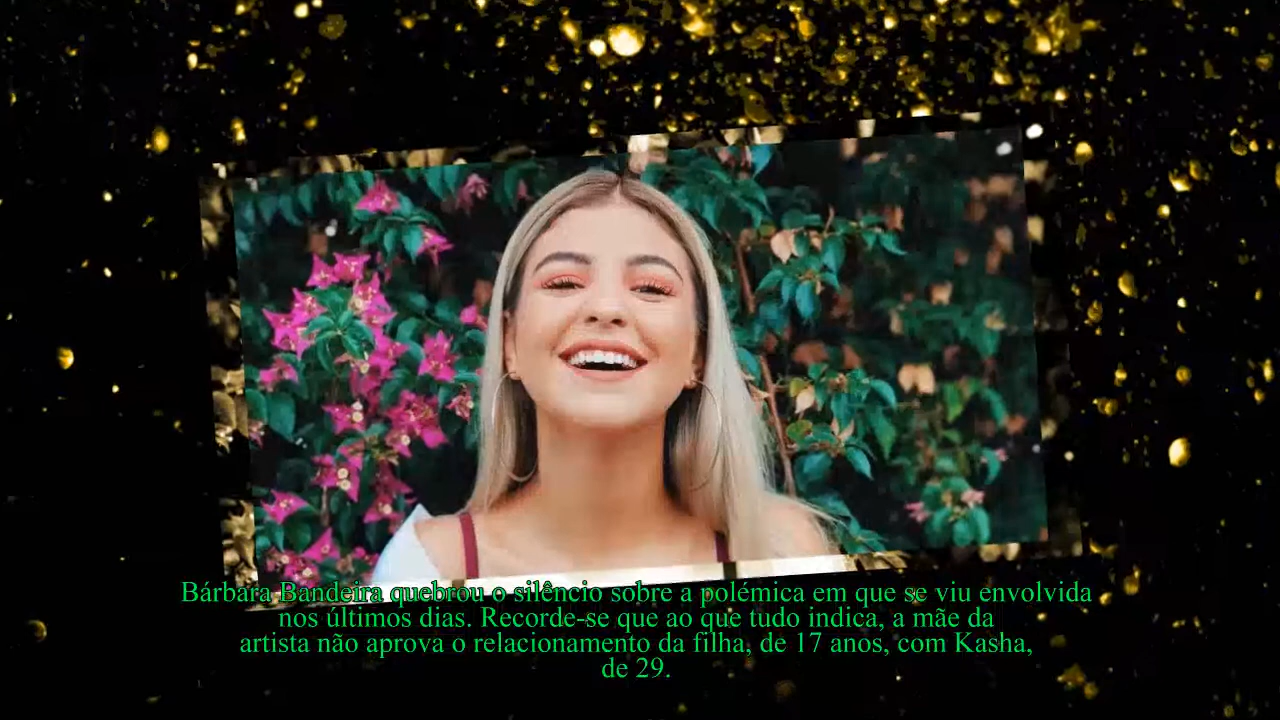 Bárbara Bandeira quebrou o silêncio sobre a polémica em que se viu envolvida
nos últimos dias. Recorde-se que ao que tudo indica, a mãe da
artista não aprova o relacionamento da filha, de 17 anos, com Kasha,
de 29.